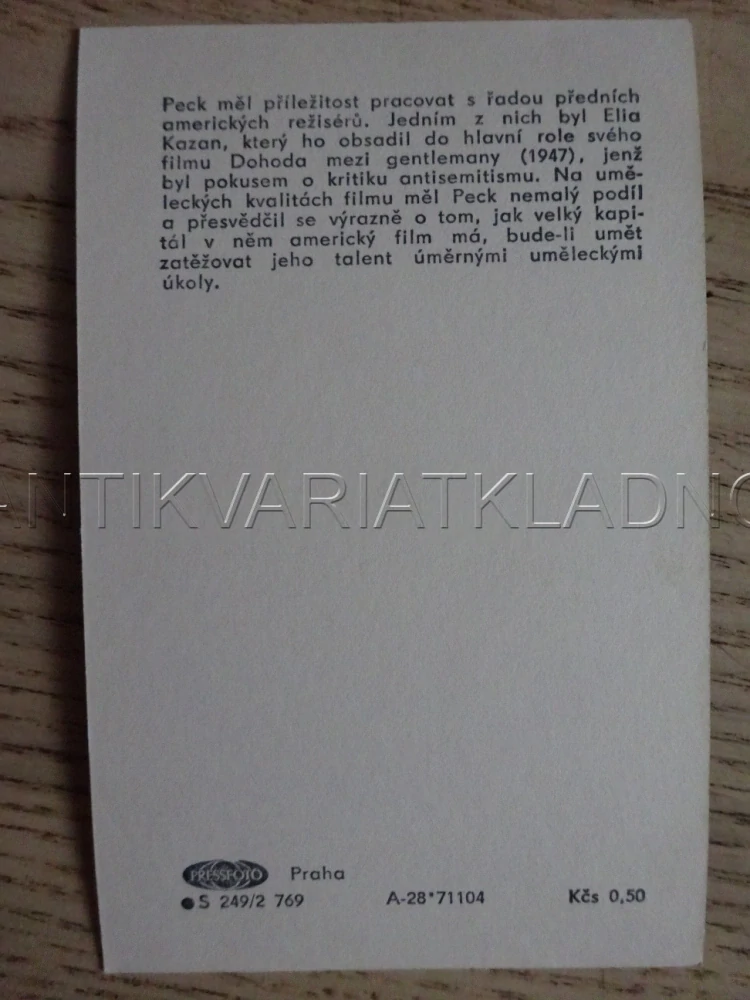 Peck měl příležitost pracovat s řadou předních
amerických režisérů. Jedním z nich byl Elia
Kazan, který ho obsadil do hlavní role svého
filmu Dohoda mezi gentlemany (1947), jenž
byl pokusem o kritiku antisemitismu. Na umě-
leckých kvalitách filmu měl Peck nemalý podíl
a přesvědčil se výrazně o tom, jak velký kapi-
tál v něm americký film má, bude-li umět
zatěžovat jeho talent úměrnými uměleckými
úkoly.
ANTIKVARIATKLADNO
PRESSFOTO Praha
●S 249/2 769 A-28*71104 Kčs 0,50